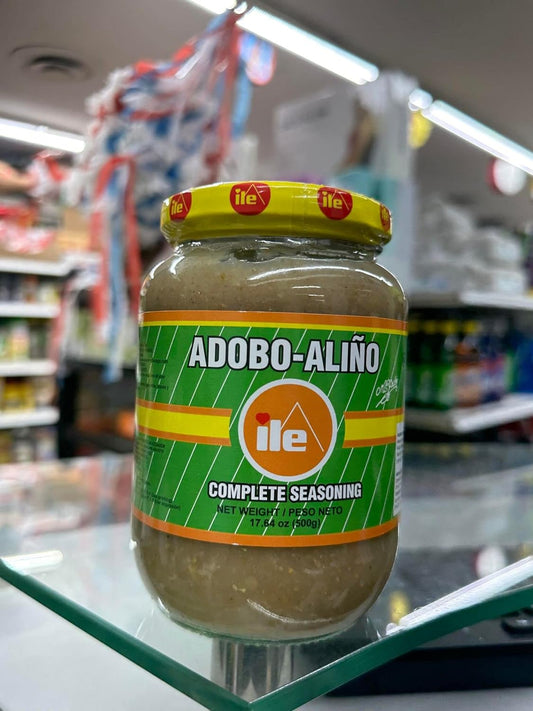 ile
ile
ile
ADOBO-ALIÑO
ile
COMPLETE SEASONING
NET WEIGHT / PESO NETO
17.64 oz (500g)